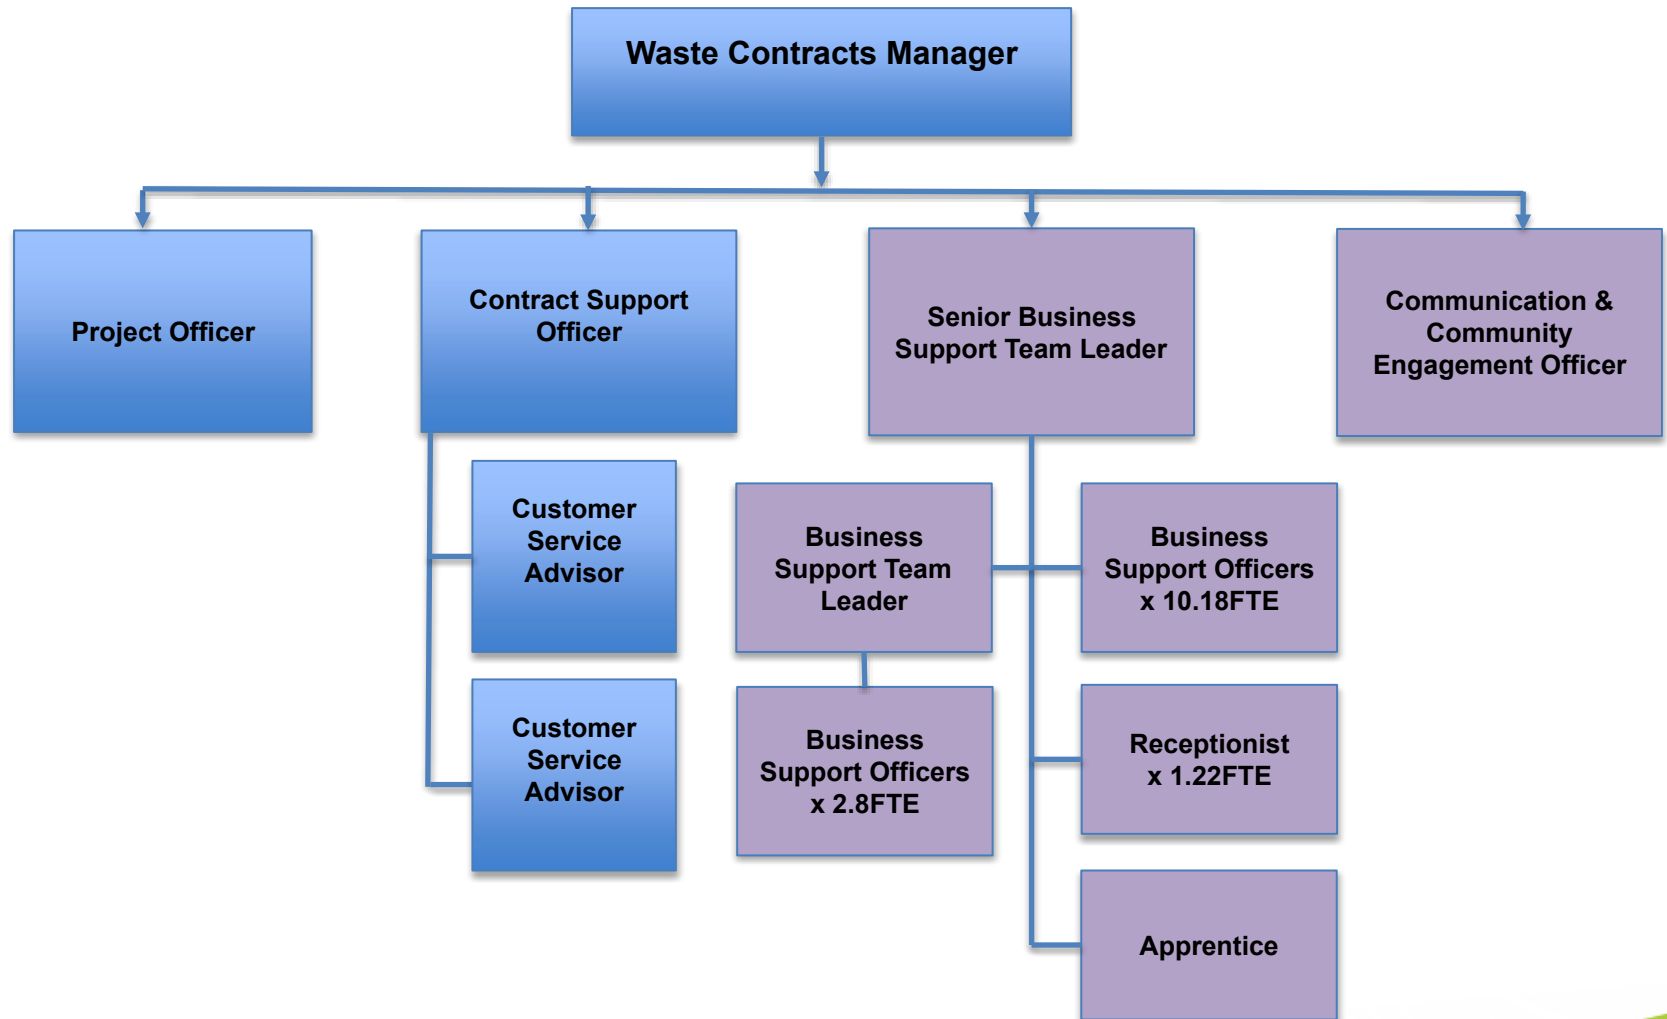 Waste Contracts Manager
Project Officer
Contract Support
Officer
Senior Business
Support Team Leader
Communication &
Community
Engagement Officer
Customer
Service
Advisor
Customer
Service
Advisor
Business
Support Team
Leader
Business
Support Officers
x 2.8FTE
Business
Support Officers
x 10.18FTE
Receptionist
x 1.22FTE
Apprentice